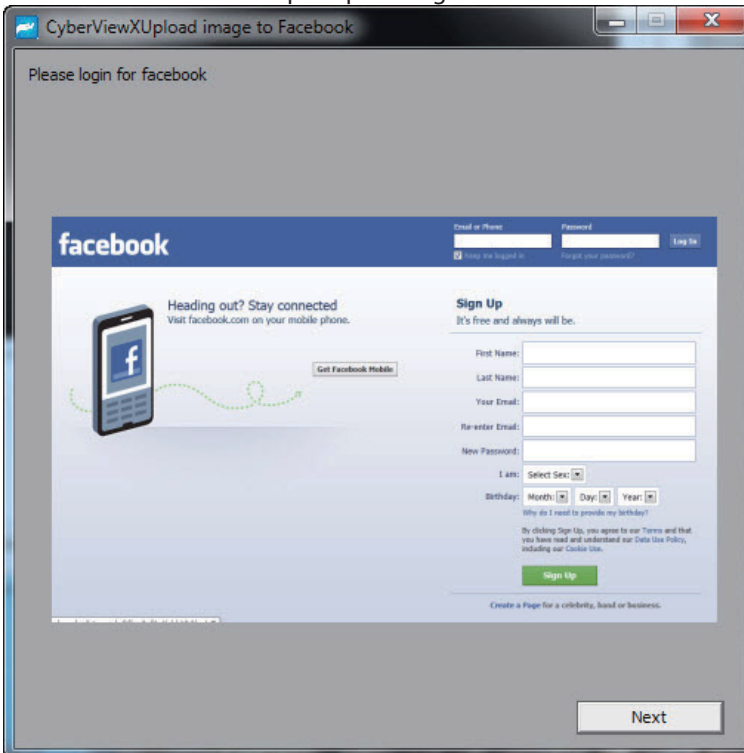 CyberViewXUpload image to Facebook
Please login for facebook
facebook
Email or Phone
Password
Log In
Keep me logged in
Forgot your password?
Heading out? Stay connected
Visit facebook.com on your mobile phone.
Get Facebook Mobile
Sign Up
It's free and always will be.
First Name:
Last Name:
Your Email:
Re-enter Email:
New Password:
I am: Select Sex:
Birthday: Month: Day: Year:
Why do I need to provide my birthday?
By clicking Sign Up, you agree to our Terms and that
you have read and understand our Data Use Policy,
including our Cookie Use.
Sign Up
Create a Page for a celebrity, band or business.
Next